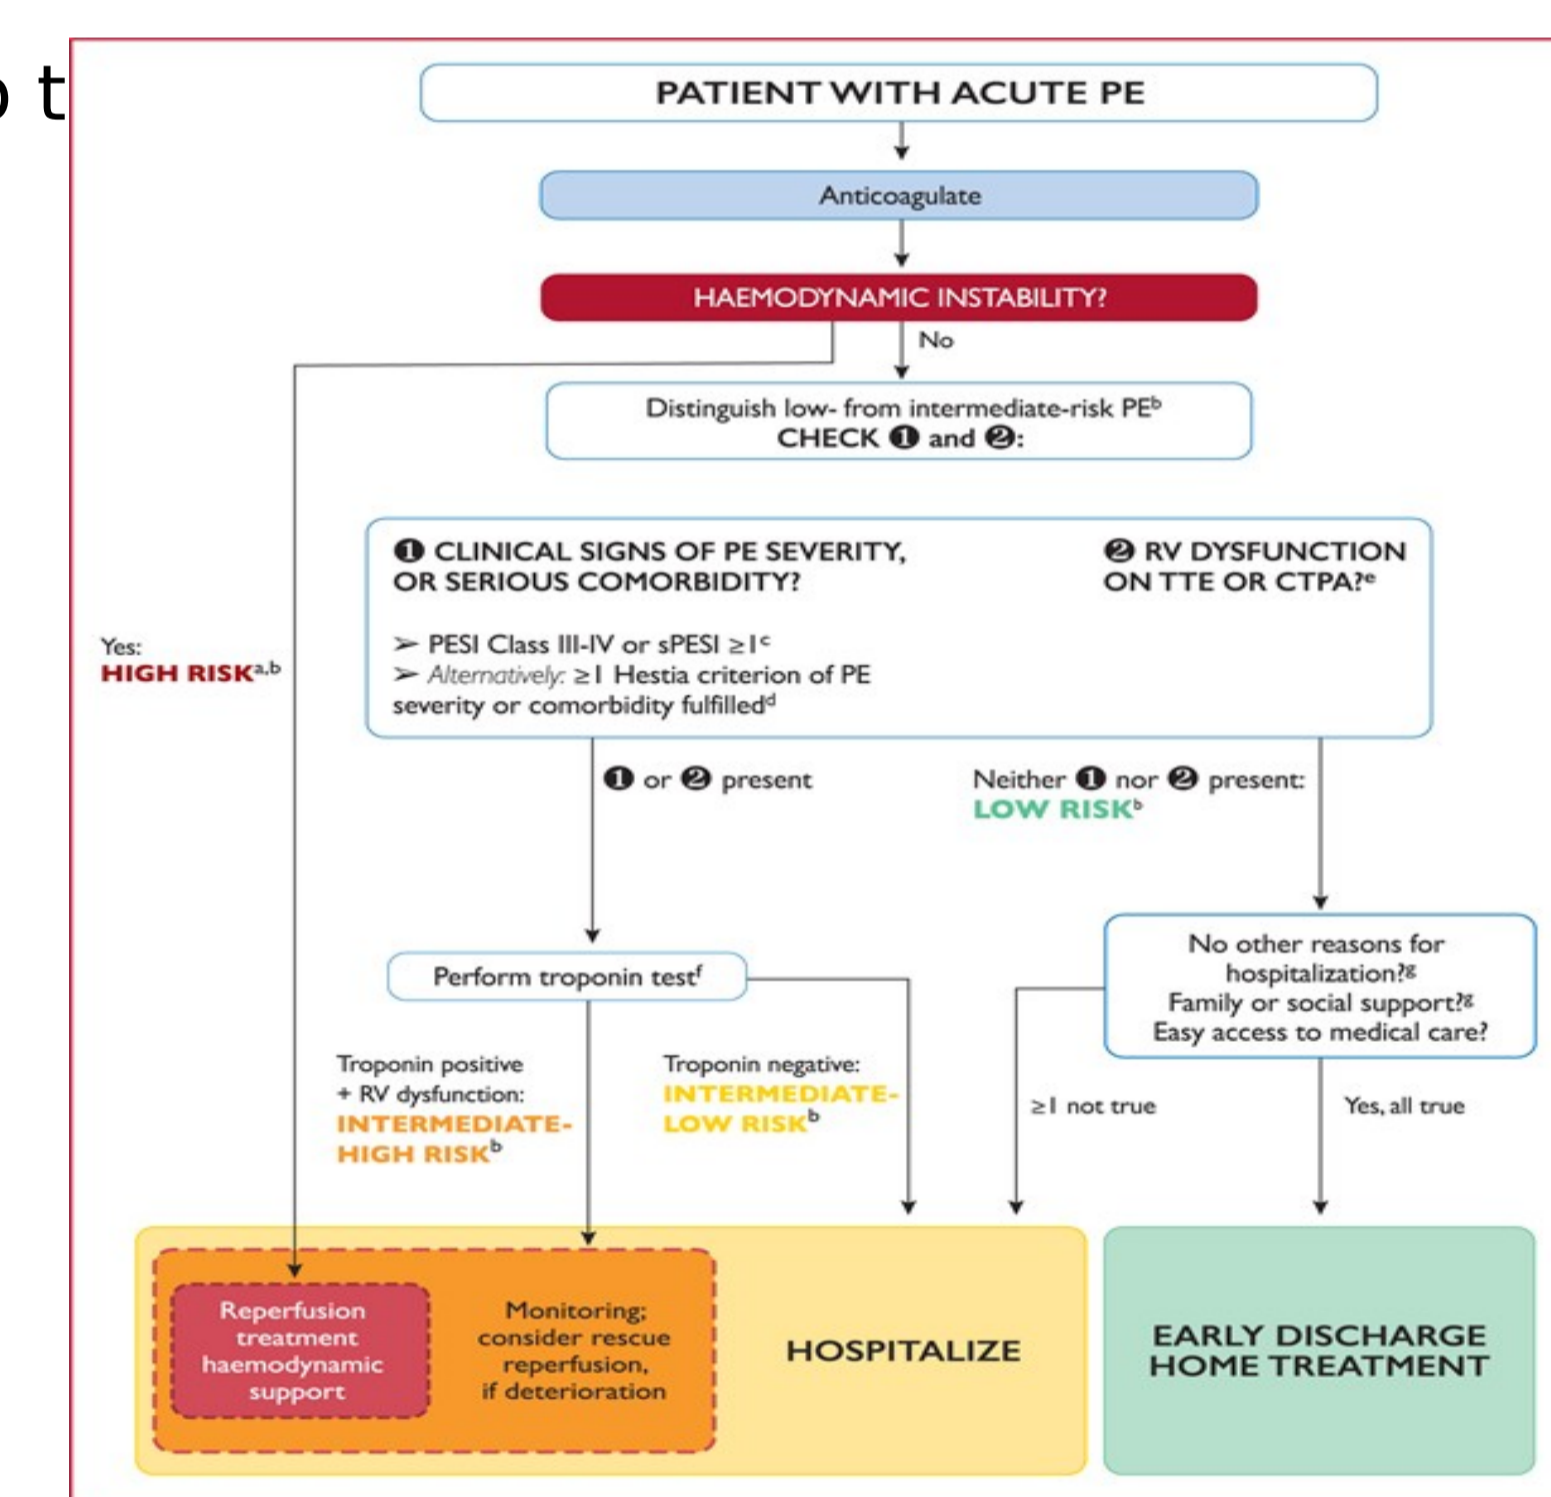 o t
PATIENT WITH ACUTE PE
Anticoagulate
HAEMODYNAMIC INSTABILITY?
No
Distinguish low- from intermediate-risk PEᵇ
CHECK ❶ and ❷:
❶ CLINICAL SIGNS OF PE SEVERITY,
OR SERIOUS COMORBIDITY?
➢ PESI Class III-IV or sPESI ≥1ᶜ
➢ Alternatively: ≥1 Hestia criterion of PE
severity or comorbidity fulfilledᵈ
❷ RV DYSFUNCTION
ON TTE OR CTPA?ᵉ
Yes:
HIGH RISKᵃ,ᵇ
❶ or ❷ present
Neither ❶ nor ❷ present:
LOW RISKᵇ
Perform troponin testᶠ
No other reasons for
hospitalization?ᵍ
Family or social support?ᵍ
Easy access to medical care?
Troponin positive
+ RV dysfunction:
INTERMEDIATE-
HIGH RISKᵇ
Troponin negative:
INTERMEDIATE-
LOW RISKᵇ
≥1 not true
Yes, all true
Reperfusion
treatment
haemodynamic
support
Monitoring;
consider rescue
reperfusion,
if deterioration
HOSPITALIZE
EARLY DISCHARGE
HOME TREATMENT